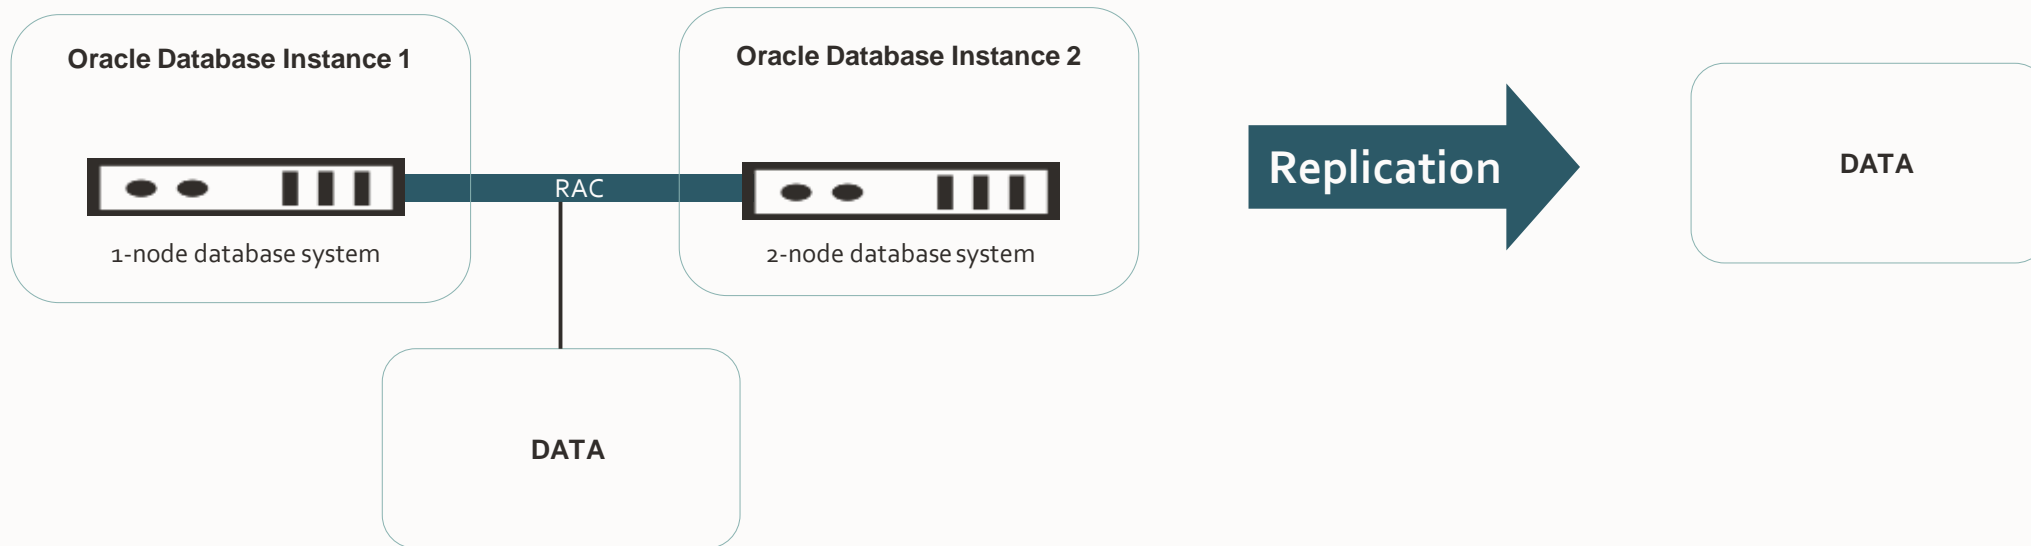 Oracle Database Instance 1
Oracle Database Instance 2
RAC
1-node database system
2-node database system
DATA
Replication
DATA